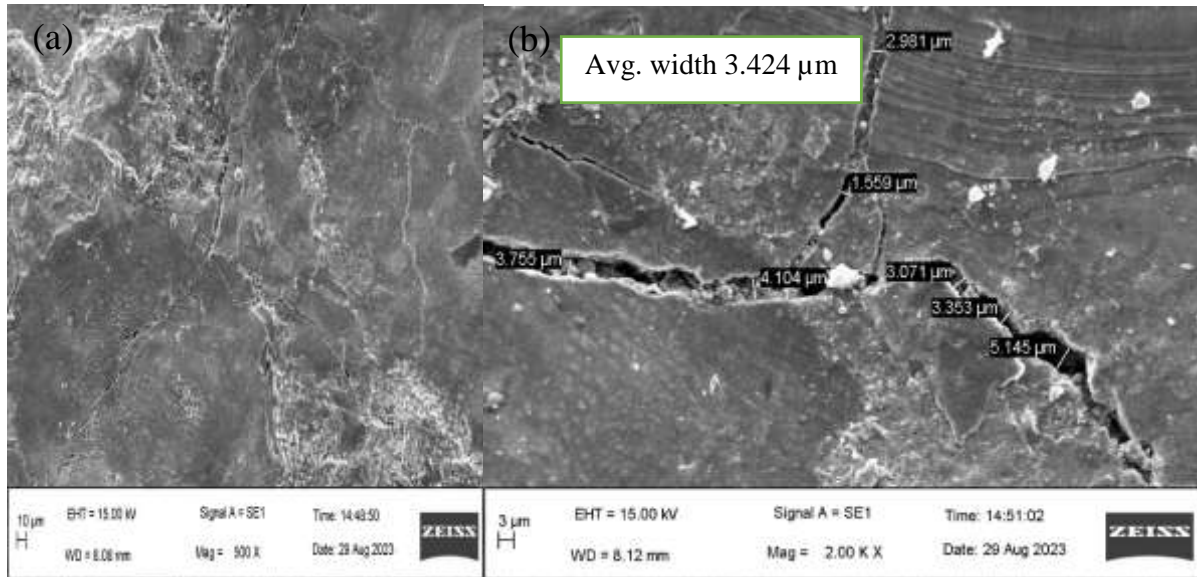 (a)
10 µm
EHT = 15.00 kV
WD = 8.08 mm
Signal A = SE1
Mag = 500 X
Time: 14:48:50
Date: 29 Aug 2023
ZEISS
(b)
Avg. width 3.424 µm
2.981 µm
1.559 µm
3.755 µm
4.104 µm
3.071 µm
3.353 µm
5.145 µm
3 µm
EHT = 15.00 kV
WD = 8.12 mm
Signal A = SE1
Mag = 2.00 K X
Time: 14:51:02
Date: 29 Aug 2023
ZEISS